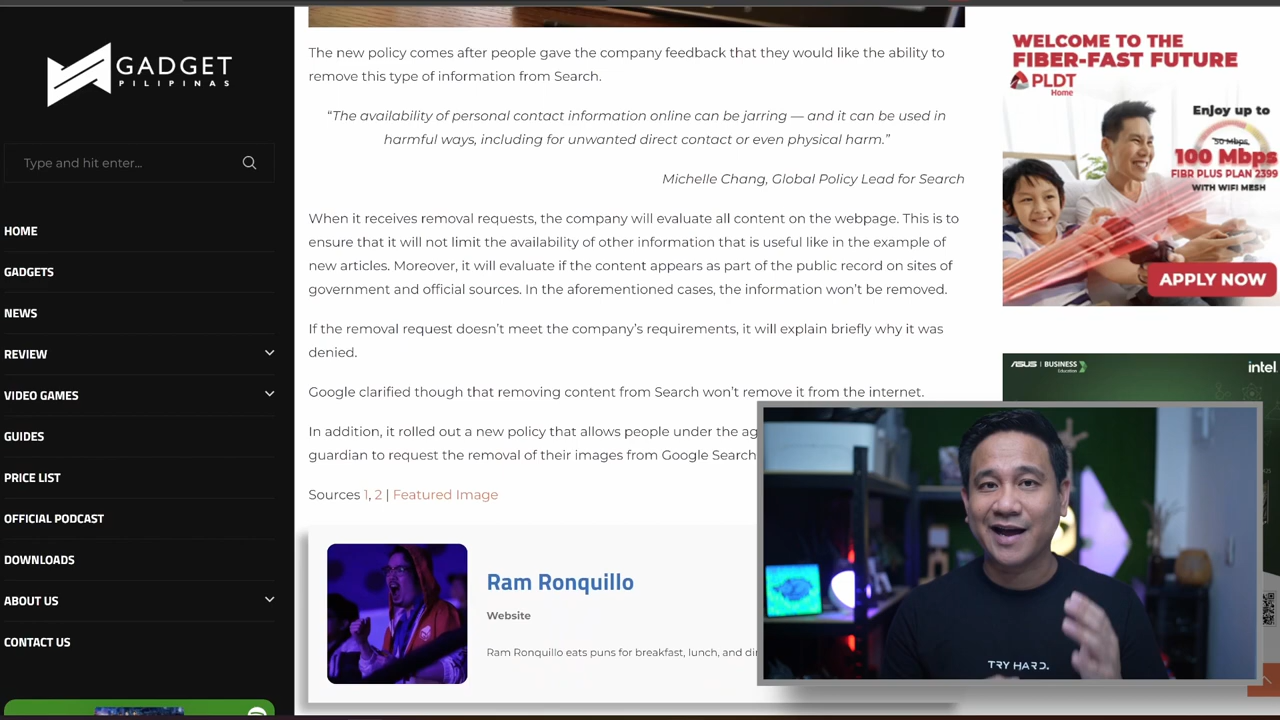 GADGET
PILIPINAS
Type and hit enter...
HOME
GADGETS
NEWS
REVIEW
VIDEO GAMES
GUIDES
PRICE LIST
OFFICIAL PODCAST
DOWNLOADS
ABOUT US
CONTACT US
The new policy comes after people gave the company feedback that they would like the ability to
remove this type of information from Search.
“The availability of personal contact information online can be jarring — and it can be used in
harmful ways, including for unwanted direct contact or even physical harm.”
Michelle Chang, Global Policy Lead for Search
When it receives removal requests, the company will evaluate all content on the webpage. This is to
ensure that it will not limit the availability of other information that is useful like in the example of
new articles. Moreover, it will evaluate if the content appears as part of the public record on sites of
government and official sources. In the aforementioned cases, the information won’t be removed.
If the removal request doesn’t meet the company’s requirements, it will explain briefly why it was
denied.
Google clarified though that removing content from Search won’t remove it from the internet.
In addition, it rolled out a new policy that allows people under the ag
guardian to request the removal of their images from Google Search
Sources 1, 2 | Featured Image
Ram Ronquillo
Website
Ram Ronquillo eats puns for breakfast, lunch, and din
WELCOME TO THE
FIBER-FAST FUTURE
PLDT
Home
Enjoy up to
50 Mbps
100 Mbps
FIBR PLUS PLAN 2399
WITH WIFI MESH
APPLY NOW
ASUS BUSINESS
Education
intel
TRY HARD.